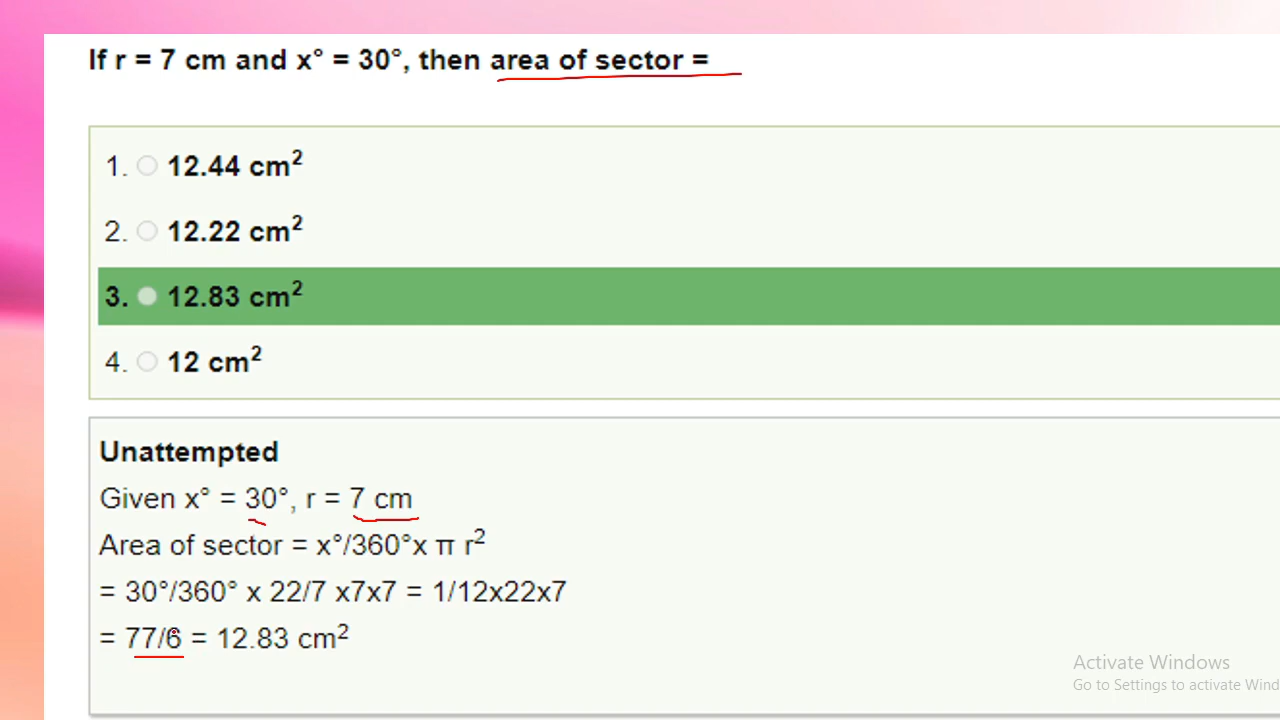 If r = 7 cm and x° = 30°, then area of sector =
1. 12.44 cm²
2. 12.22 cm²
3. 12.83 cm²
4. 12 cm²
Unattempted
Given x° = 30°, r = 7 cm
Area of sector = x°/360°x π r²
= 30°/360° x 22/7 x7x7 = 1/12x22x7
= 77/6 = 12.83 cm²
Activate Windows
Go to Settings to activate Wind